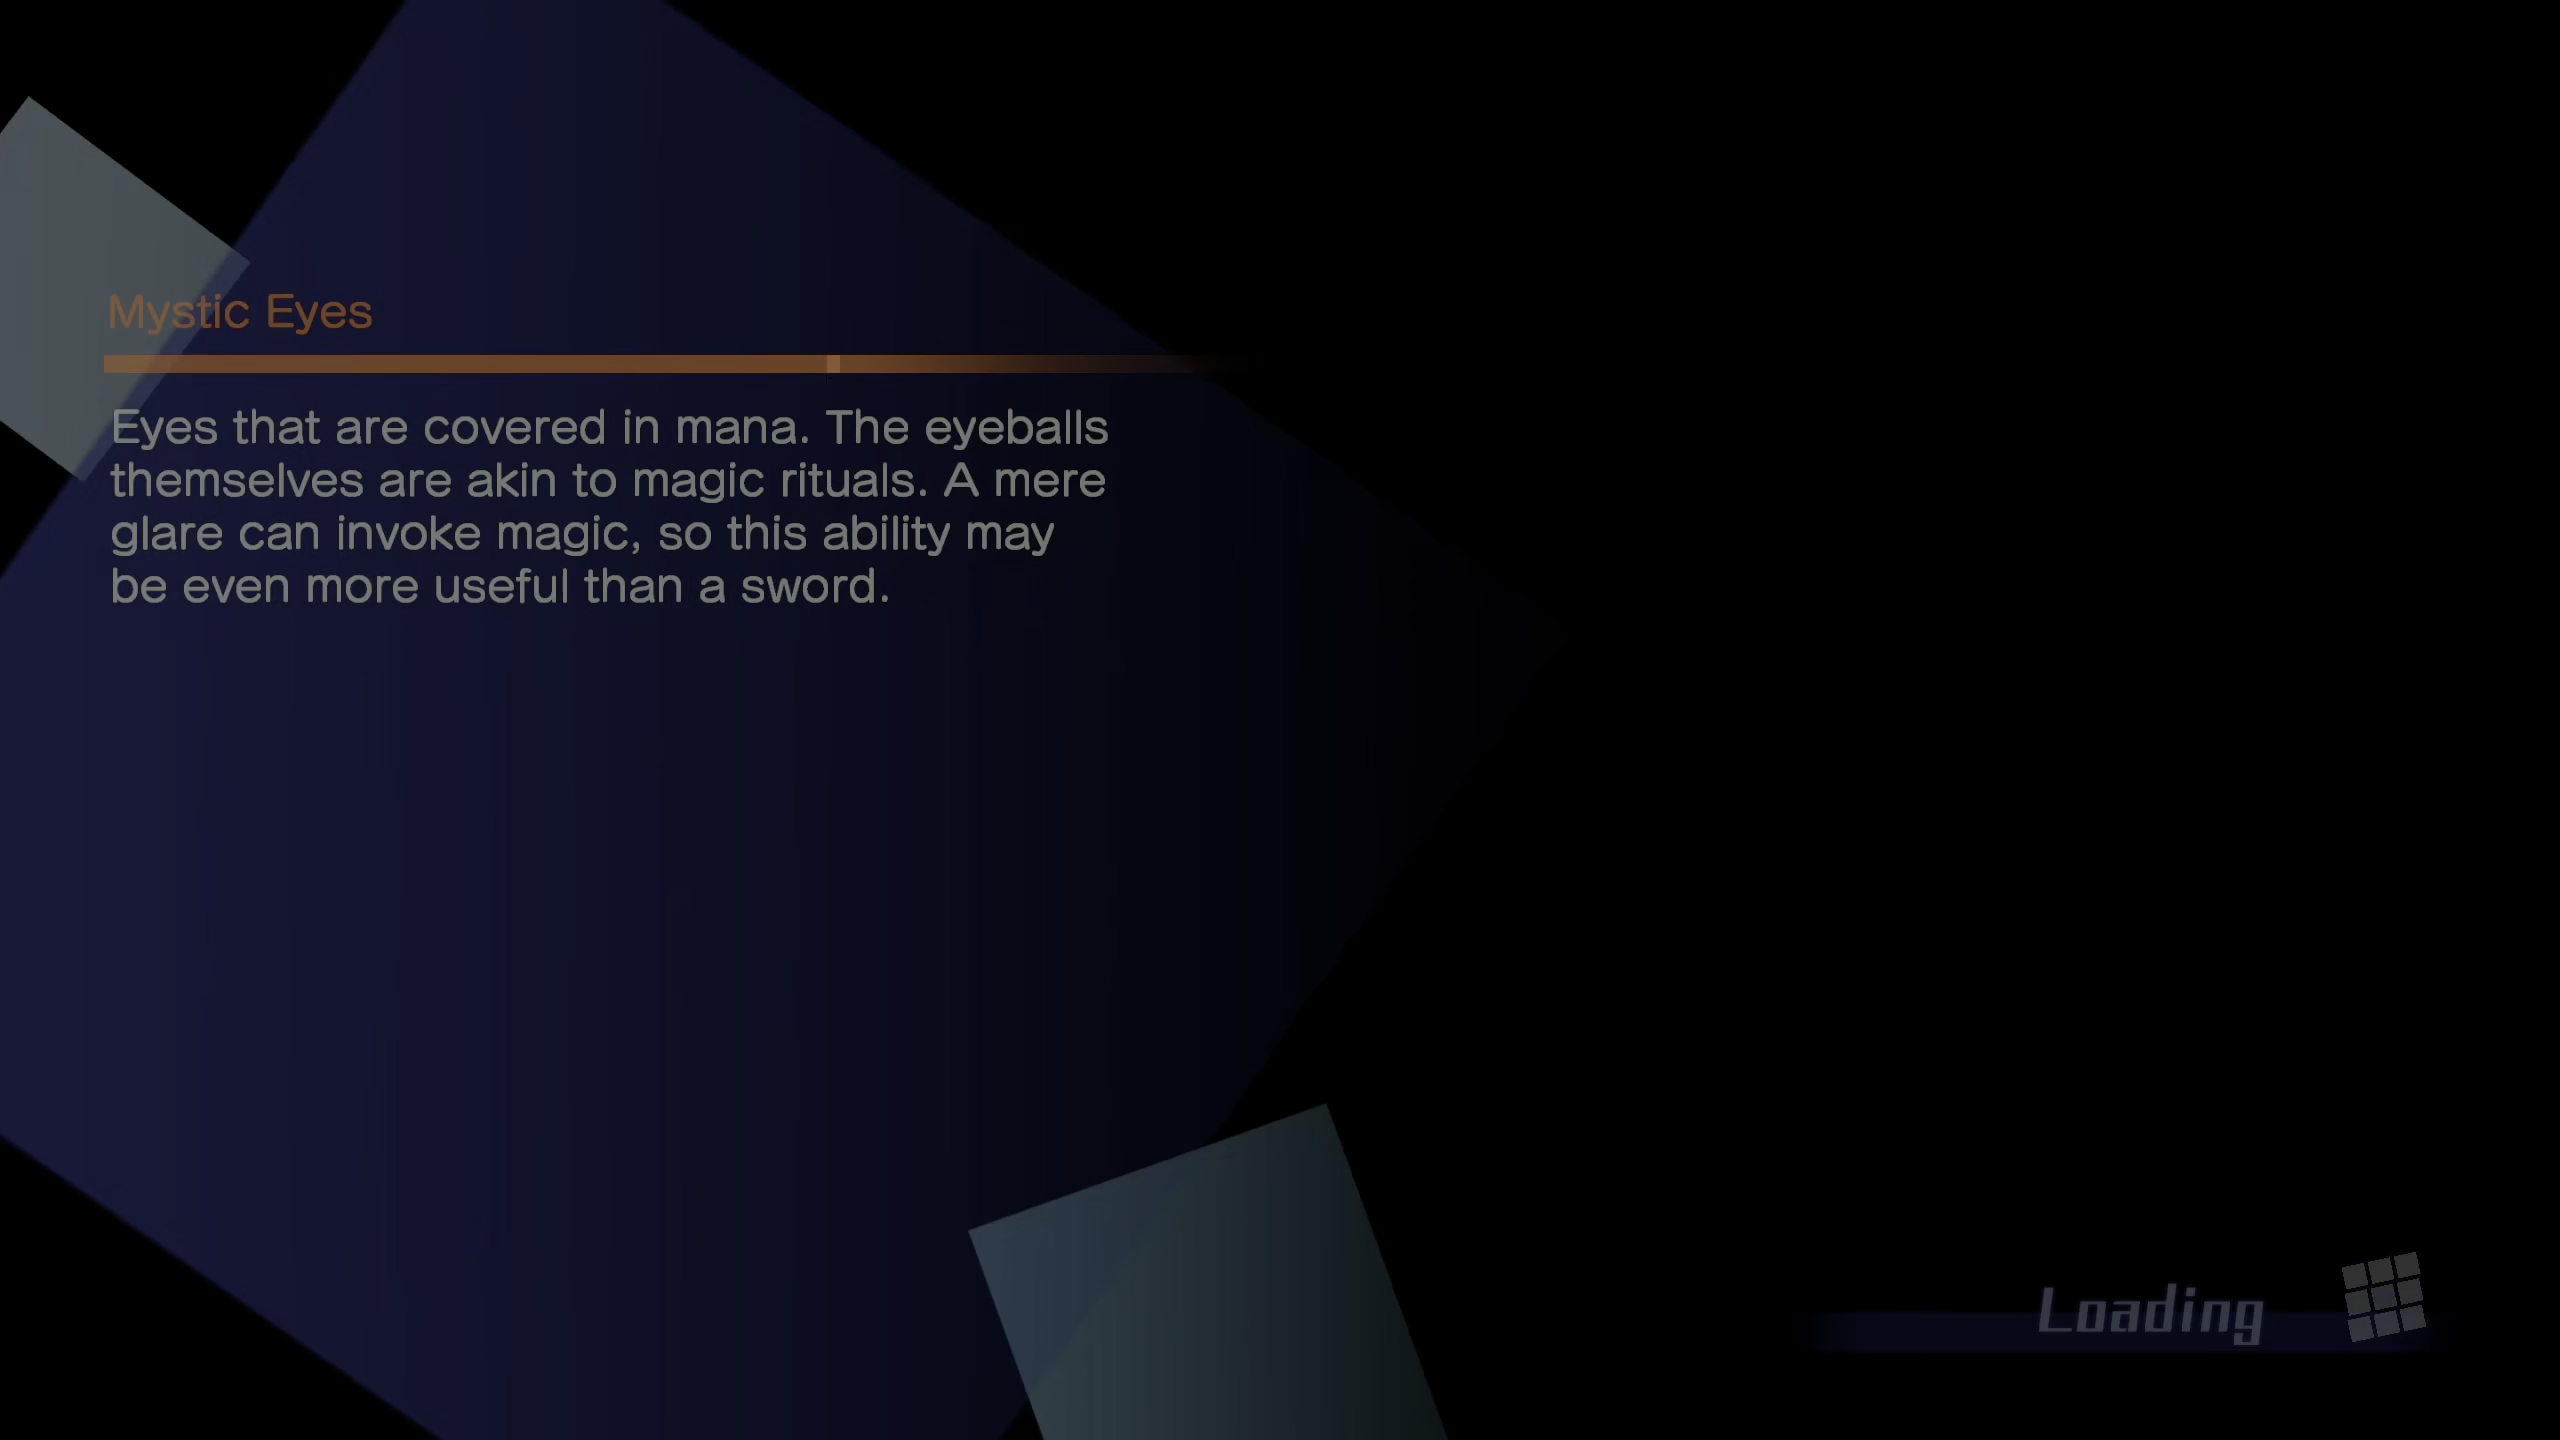 Mystic Eyes
Eyes that are covered in mana. The eyeballs
themselves are akin to magic rituals. A mere
glare can invoke magic, so this ability may
be even more useful than a sword.
Loading